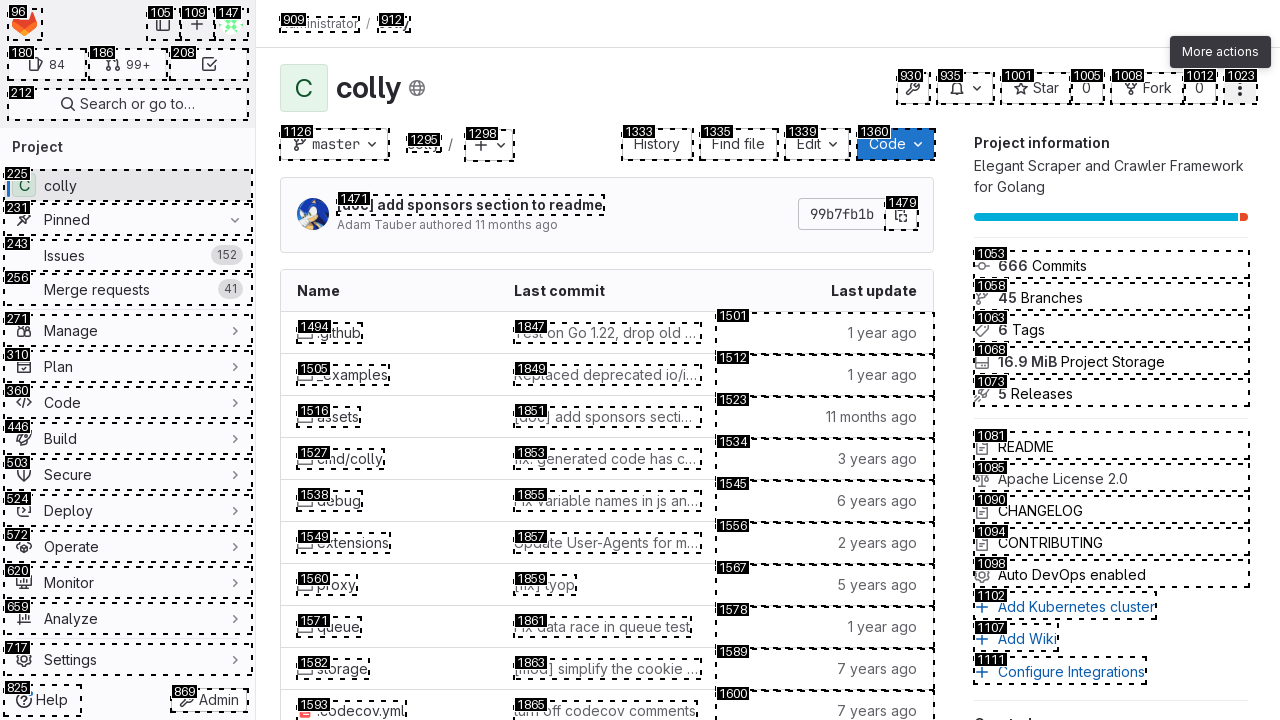 96
105
109
147
180
84
186
99+
208
212
Search or go to…
Project
225
C
colly
231
Pinned
243
Issues
152
256
Merge requests
41
271
Manage
310
Plan
360
Code
446
Build
503
Secure
524
Deploy
572
Operate
620
Monitor
659
Analyze
717
Settings
825
Help
869
Admin
909
Administrator
/
912
More actions
C
colly
930
935
1001
Star
1005
0
1008
Fork
1012
0
1023
1126
master
1295
/
1298
1333
History
1335
Find file
1339
Edit
1360
Code
1471
[doc] add sponsors section to readme
Adam Tauber authored 11 months ago
99b7fb1b
1479
Name
Last commit
Last update
1494
.github
1847
Test on Go 1.22, drop old …
1501
1 year ago
1505
_examples
1849
Replaced deprecated io/i…
1512
1 year ago
1516
assets
1851
[doc] add sponsors secti…
1523
11 months ago
1527
cmd/colly
1853
fix: generated code has c…
1534
3 years ago
1538
debug
1855
Fix variable names in js an…
1545
6 years ago
1549
extensions
1857
Update User-Agents for m…
1556
2 years ago
1560
proxy
1859
[fix] tyop
1567
5 years ago
1571
queue
1861
Fix data race in queue test
1578
1 year ago
1582
storage
1863
[mod] simplify the cookie …
1589
7 years ago
1593
.codecov.yml
1865
turn off codecov comments
1600
7 years ago
Project information
Elegant Scraper and Crawler Framework
for Golang
1053
666 Commits
1058
45 Branches
1063
6 Tags
1068
16.9 MiB Project Storage
1073
5 Releases
1081
README
1085
Apache License 2.0
1090
CHANGELOG
1094
CONTRIBUTING
1098
Auto DevOps enabled
1102
Add Kubernetes cluster
1107
Add Wiki
1111
Configure Integrations